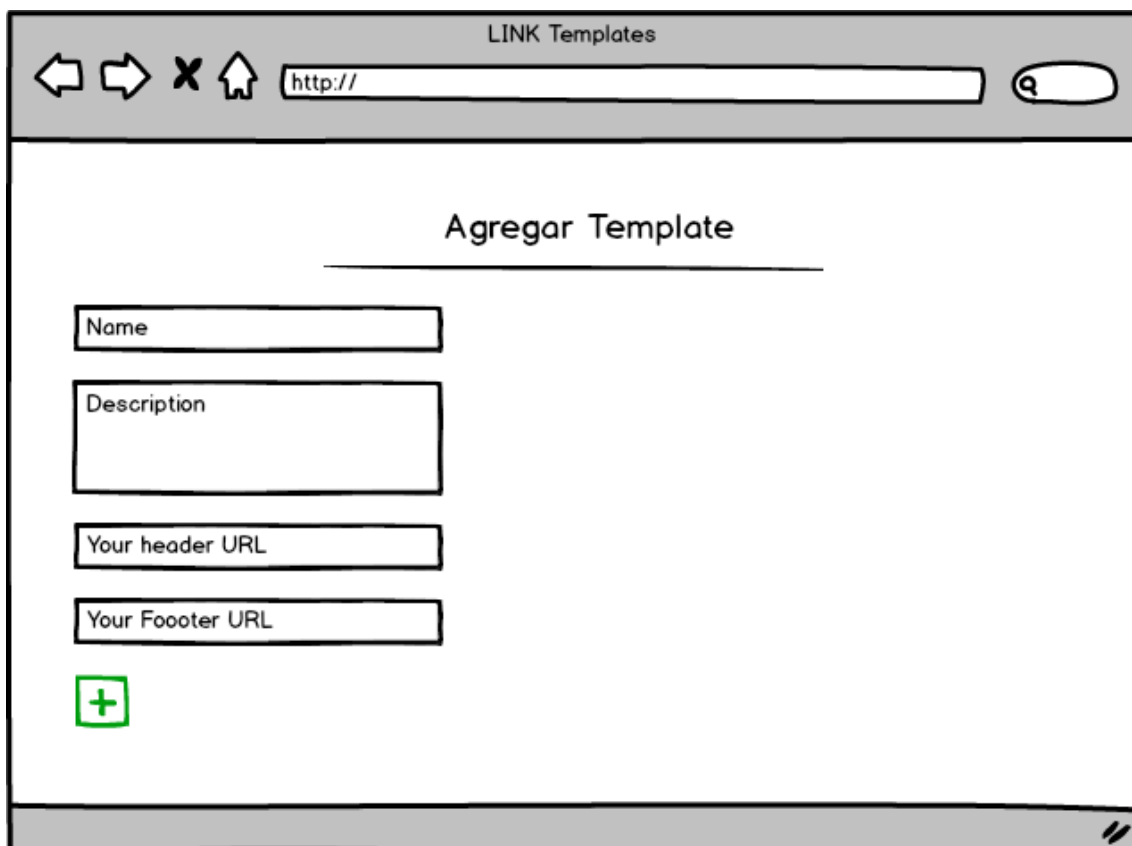 LINK Templates
http://
Agregar Template
Name
Description
Your header URL
Your Foooter URL